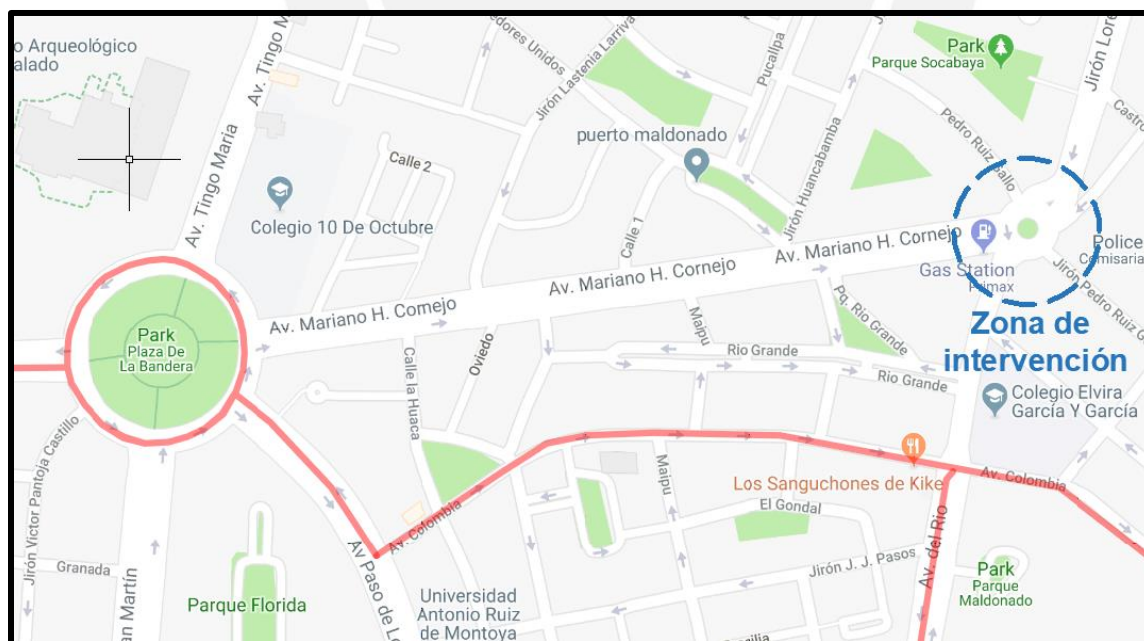 o Arqueológico
alado
Av. Tingo Maria
Av. Tingo Maria
edores Unidos
Jirón Lastenia Larriva
Pucallpa
Park
Parque Socabaya
Jirón Lore
Castro
Pedro Ruiz Gallo
puerto maldonado
Calle 2
Jirón Huancabamba
Colegio 10 De Octubre
Calle 1
Av. Mariano H. Cornejo
Gas Station
Primax
Police
Comisaria
Jirón Pedro Ruiz G
Av. Mariano H. Cornejo
Av. Mariano H. Cornejo
Zona de
intervención
Park
Plaza De
La Bandera
Oviedo
Maipu
Pq. Rio Grande
Rio Grande
Rio Grande
Calle la Huaca
Colegio Elvira
García Y García
Jirón Victor Pantoja Castillo
Los Sanguchones de Kike
Av. Colombia
Av. Colombia
Maipu
El Gondal
Av. del Rio
Granada
Av Paso de Lo
Jirón J. J. Pasos
Park
Parque
Maldonado
Parque Florida
an Martín
Universidad
Antonio Ruiz
de Montoya